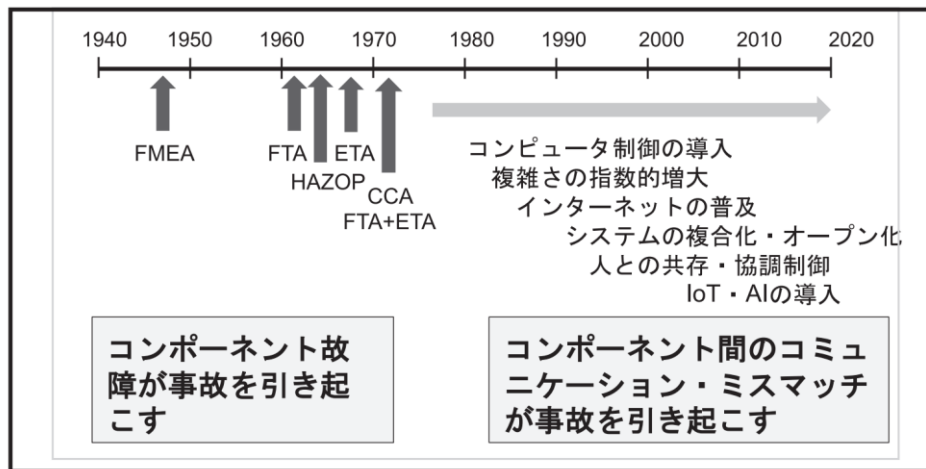 1940 1950 1960 1970 1980 1990 2000 2010 2020
FMEA
FTA
ETA
HAZOP
CCA
FTA+ETA
コンピュータ制御の導入
複雑さの指数的増大
インターネットの普及
システムの複合化・オープン化
人との共存・協調制御
IoT・AIの導入
コンポーネント故
障が事故を引き起
こす
コンポーネント間のコミュ
ニケーション・ミスマッチ
が事故を引き起こす